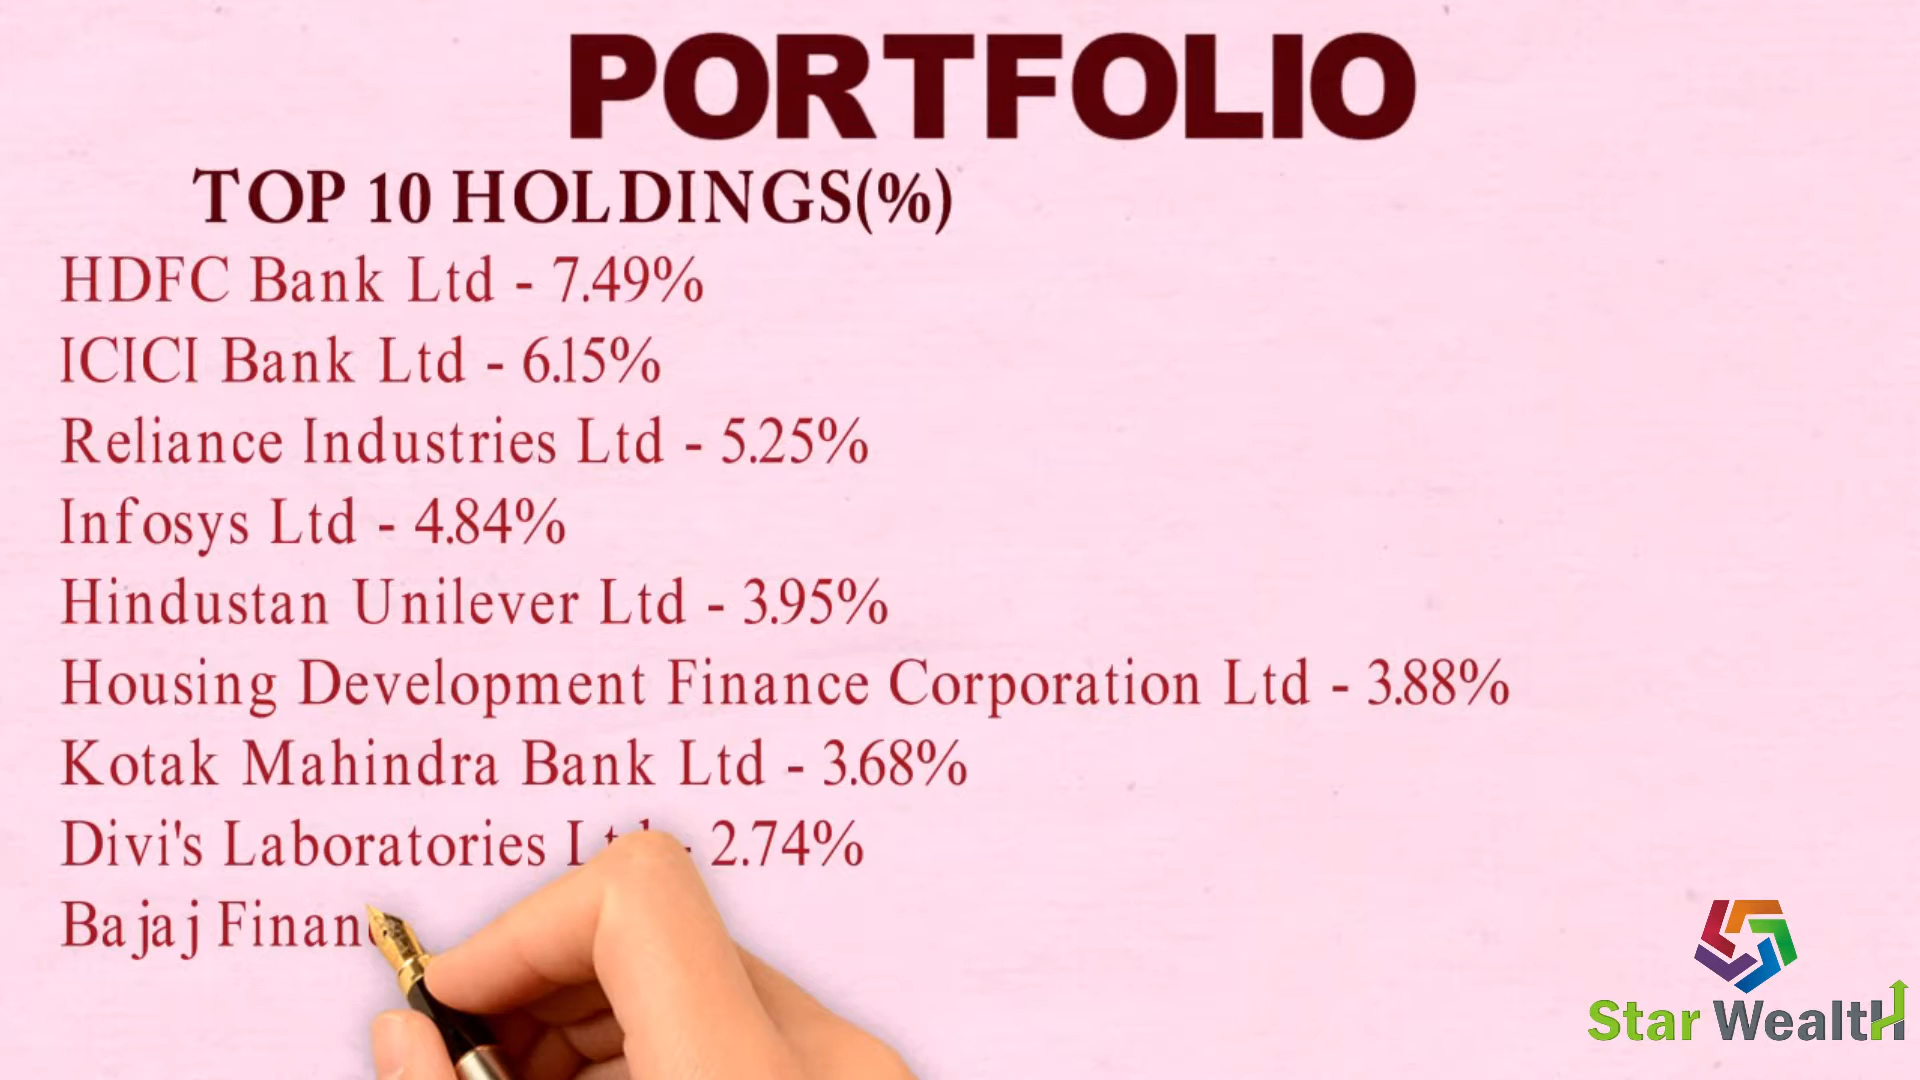 PORTFOLIO
TOP 10 HOLDINGS(%)
HDFC Bank Ltd - 7.49%
ICICI Bank Ltd - 6.15%
Reliance Industries Ltd - 5.25%
Infosys Ltd - 4.84%
Hindustan Unilever Ltd - 3.95%
Housing Development Finance Corporation Ltd - 3.88%
Kotak Mahindra Bank Ltd - 3.68%
Divi's Laboratories Ltd - 2.74%
Bajaj Finan
Star Wealth